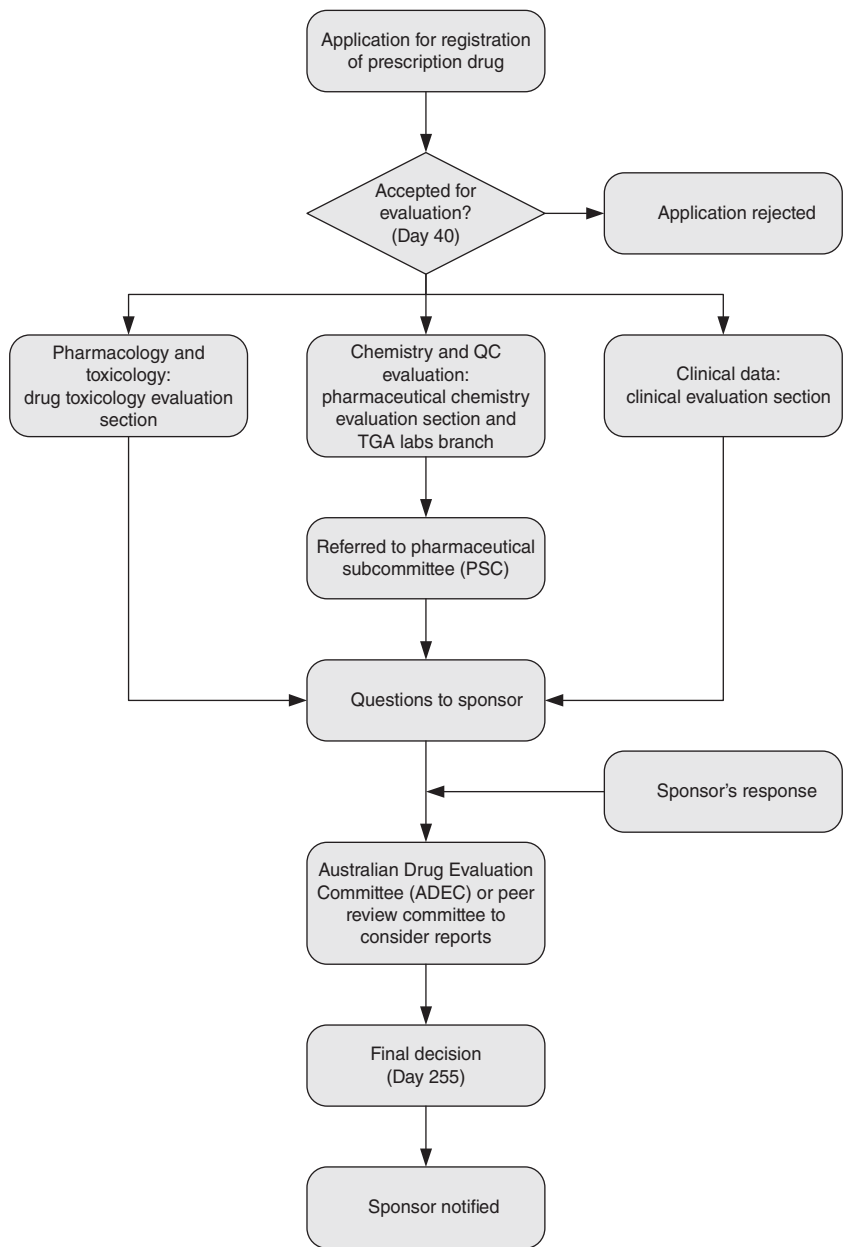 Application for registration
of prescription drug
Accepted for
evaluation?
(Day 40)
Application rejected
Pharmacology and
toxicology:
drug toxicology evaluation
section
Chemistry and QC
evaluation:
pharmaceutical chemistry
evaluation section and
TGA labs branch
Clinical data:
clinical evaluation section
Referred to pharmaceutical
subcommittee (PSC)
Questions to sponsor
Sponsor’s response
Australian Drug Evaluation
Committee (ADEC) or peer
review committee to
consider reports
Final decision
(Day 255)
Sponsor notified